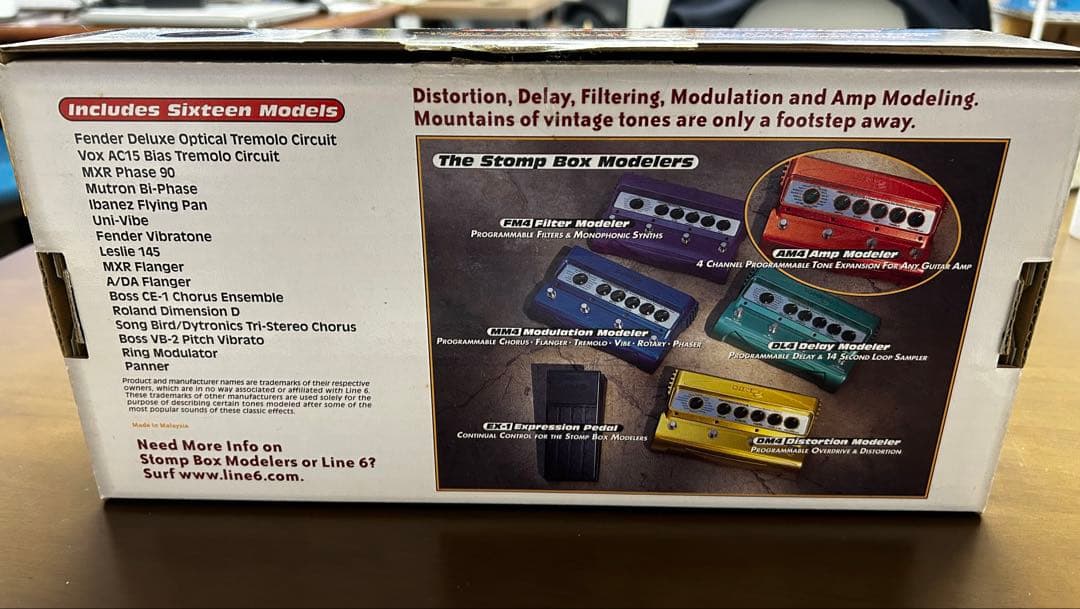 Includes Sixteen Models
Fender Deluxe Optical Tremolo Circuit
Vox AC15 Bias Tremolo Circuit
MXR Phase 90
Mutron Bi-Phase
Ibanez Flying Pan
Uni-Vibe
Fender Vibratone
Leslie 145
MXR Flanger
A/DA Flanger
Boss CE-1 Chorus Ensemble
Roland Dimension D
Song Bird/Dytronics Tri-Stereo Chorus
Boss VB-2 Pitch Vibrato
Ring Modulator
Panner
Product and manufacturer names are trademarks of their respective
owners, which are in no way associated or affiliated with Line 6.
These trademarks of other manufacturers are used solely for the
purpose of describing certain tones modeled after some of the
most popular sounds of these classic effects.
Made in Malaysia
Need More Info on
Stomp Box Modelers or Line 6?
Surf www.line6.com.
Distortion, Delay, Filtering, Modulation and Amp Modeling.
Mountains of vintage tones are only a footstep away.
The Stomp Box Modelers
FM4 Filter Modeler
Programmable Filters & Monophonic Synths
AM4 Amp Modeler
4 Channel Programmable Tone Expansion For Any Guitar Amp
MM4 Modulation Modeler
Programmable Chorus · Flanger · Tremolo · Vibe · Rotary · Phaser
DL4 Delay Modeler
Programmable Delay & 14 Second Loop Sampler
EX-1 Expression Pedal
Continual Control for the Stomp Box Modelers
DM4 Distortion Modeler
Programmable Overdrive & Distortion